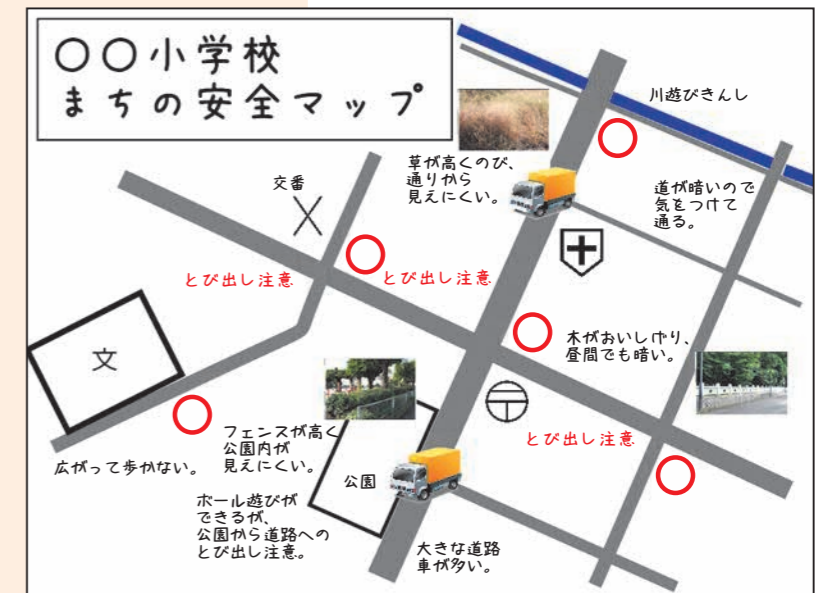 〇〇小学校
まちの安全マップ
川遊びきんし
草が高くのび、
通りから
見えにくい。
道が暗いので
気をつけて
通る。
交番
とび出し注意
とび出し注意
木がおいしげり、
昼間でも暗い。
文
フェンスが高く
公園内が
見えにくい。
とび出し注意
広がって歩かない。
公園
ボール遊びが
できるが、
公園から道路への
とび出し注意。
大きな道路
車が多い。